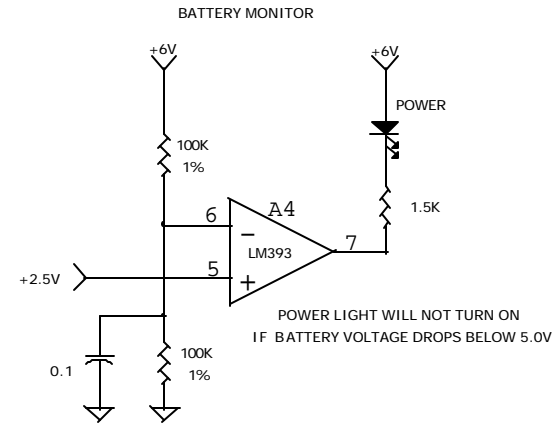 BATTERY MONITOR
+6V
+6V
POWER
100K
1%
1.5K
6
A4
7
−
LM393
5
+
+2.5V
POWER LIGHT WILL NOT TURN ON
IF BATTERY VOLTAGE DROPS BELOW 5.0V
0.1
100K
1%